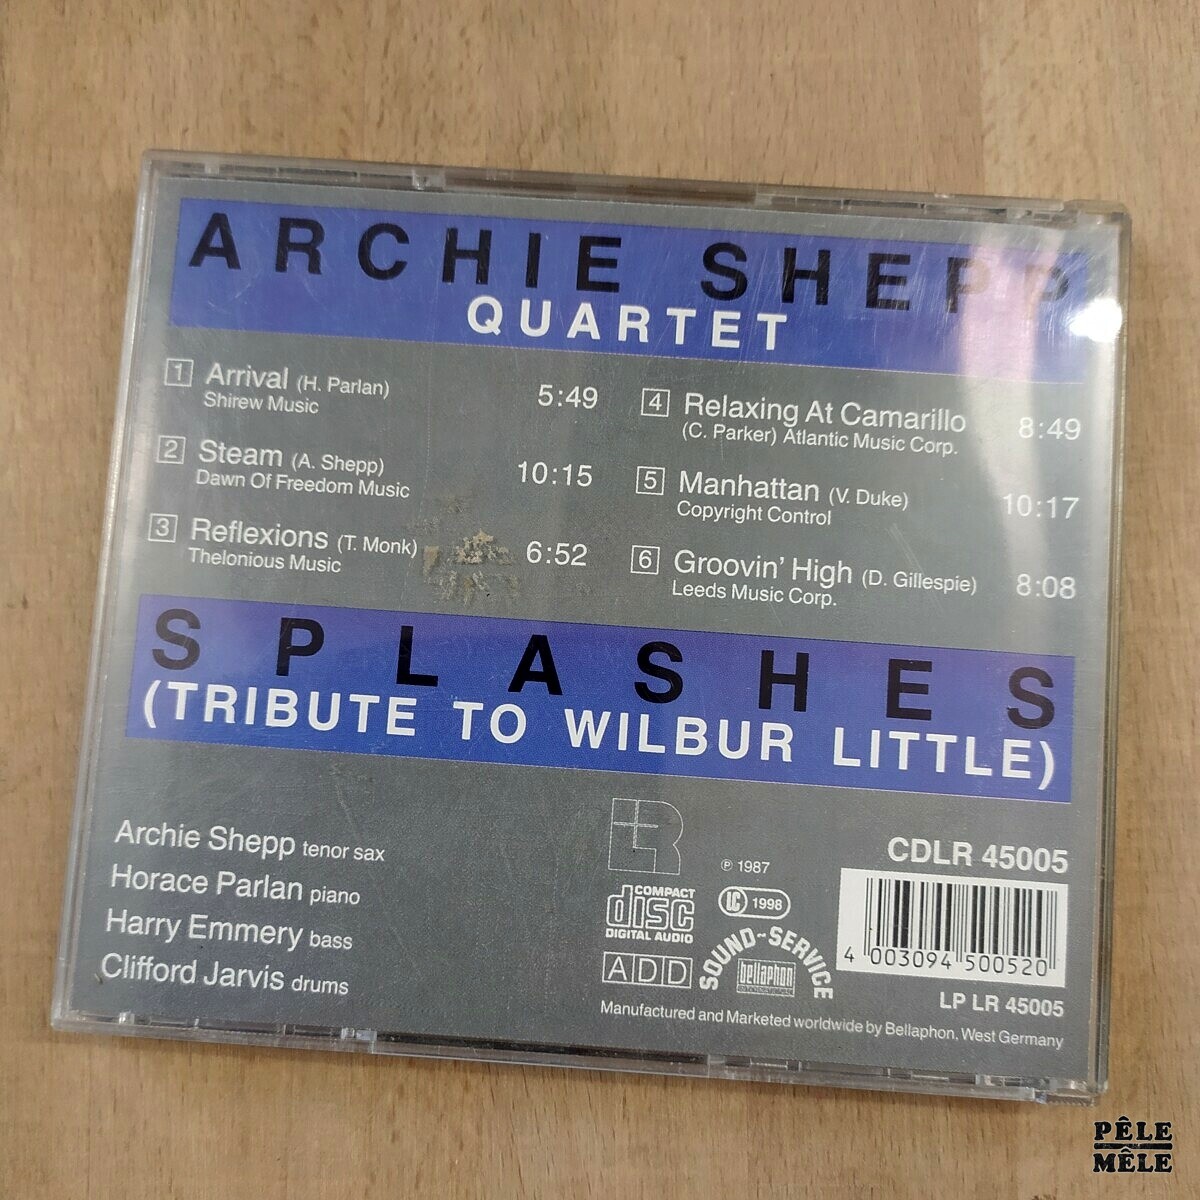 ARCHIE SHEPP
QUARTET
1 Arrival (H. Parlan) 5:49
Shirew Music
2 Steam (A. Shepp) 10:15
Dawn Of Freedom Music
3 Reflexions (T. Monk) 6:52
Thelonious Music
4 Relaxing At Camarillo 8:49
(C. Parker) Atlantic Music Corp.
5 Manhattan (V. Duke) 10:17
Copyright Control
6 Groovin' High (D. Gillespie) 8:08
Leeds Music Corp.
SPLASHES
(TRIBUTE TO WILBUR LITTLE)
Archie Shepp tenor sax
Horace Parlan piano
Harry Emmery bass
Clifford Jarvis drums
LR
℗ 1987
COMPACT
disc
DIGITAL AUDIO
LC 1998
ADD
SOUND~SERVICE
bellaphon
CDLR 45005
4 003094 500520
LP LR 45005
Manufactured and Marketed worldwide by Bellaphon, West Germany
PÊLE
MÊLE